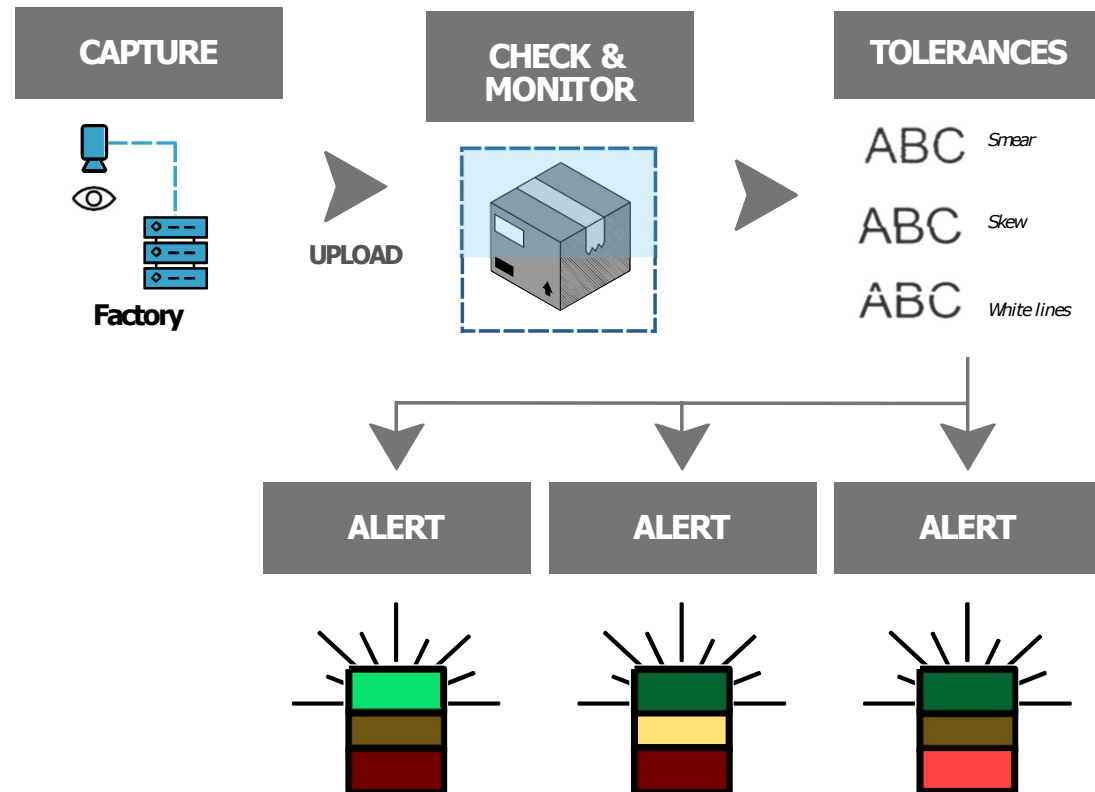 CAPTURE
CHECK &
MONITOR
TOLERANCES
ABC Smear
ABC Skew
ABC White lines
UPLOAD
Factory
ALERT
ALERT
ALERT